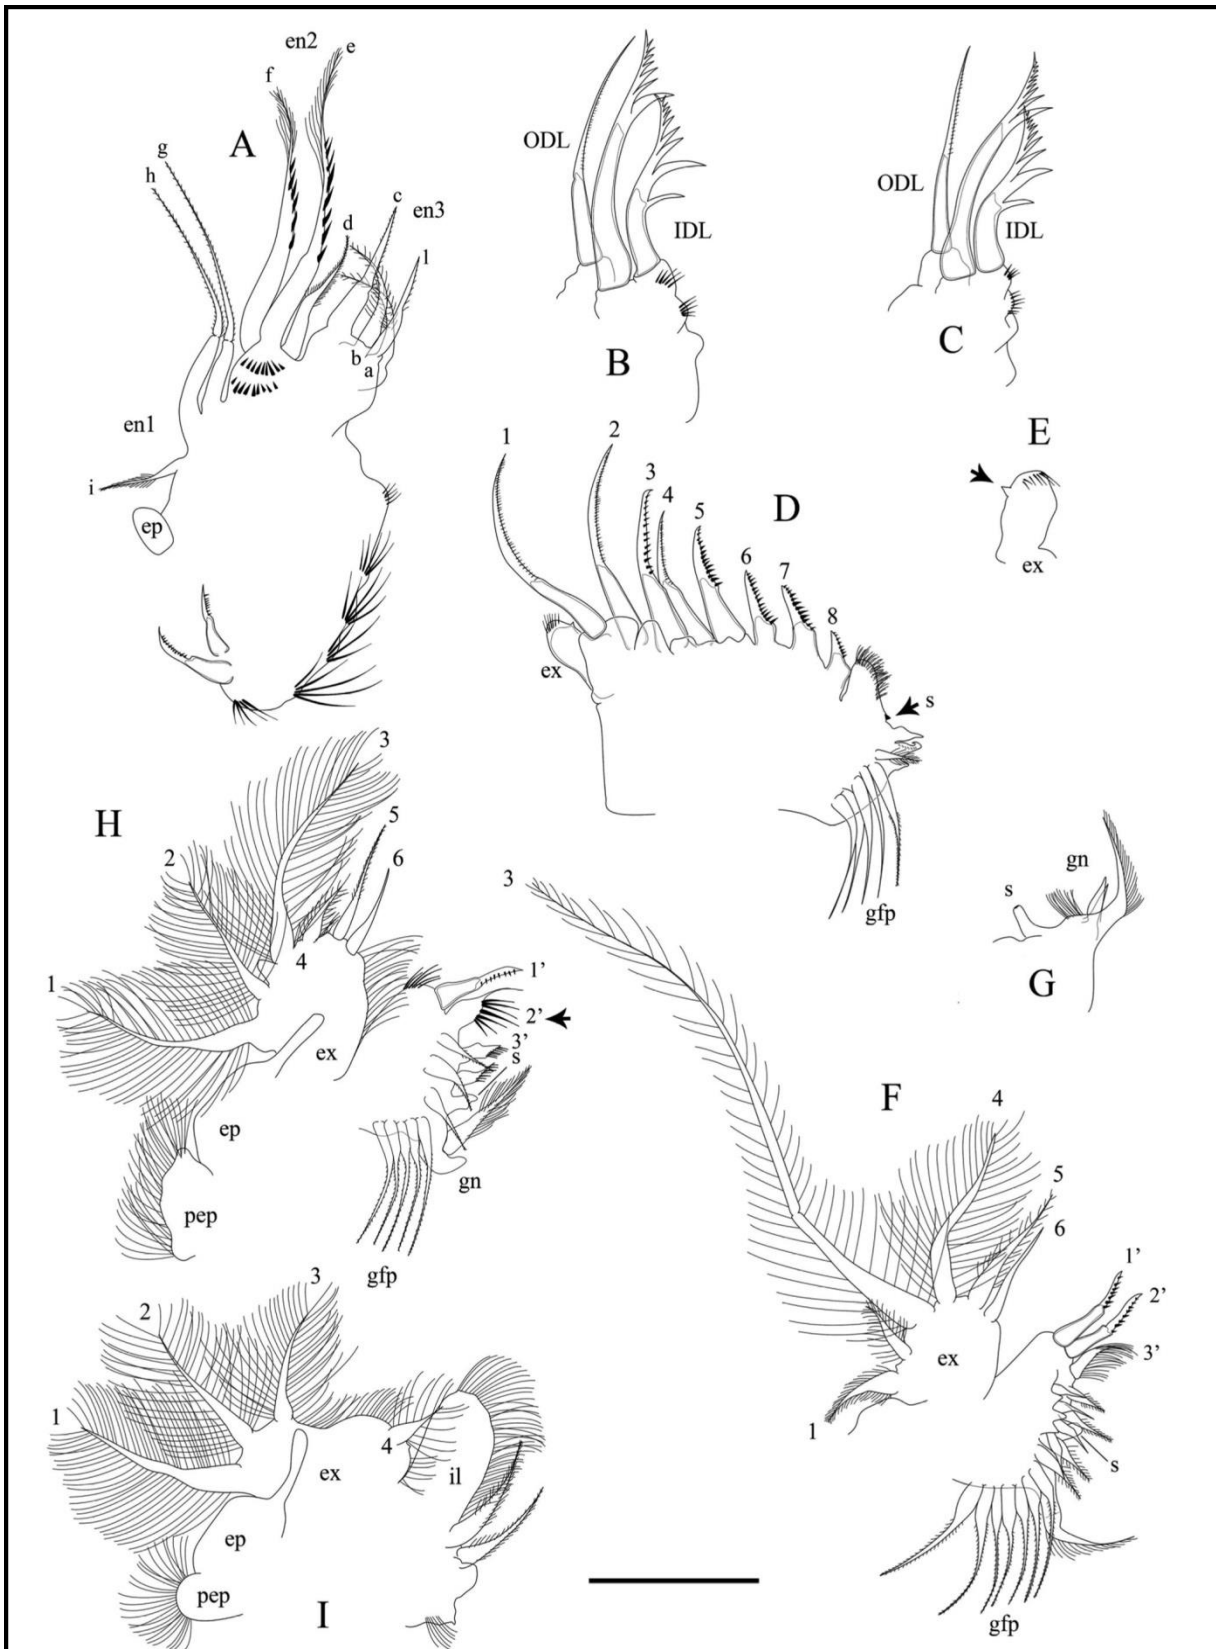 A
en2
e
f
g
h
d
c
en3
l
b
a
en1
i
ep
B
ODL
IDL
C
ODL
IDL
D
1
2
3
4
5
6
7
8
ex
s
gfp
E
ex
G
s
gn
H
1
2
3
4
5
6
ex
ep
pep
1’
2’
3’
s
gn
gfp
F
3
4
5
6
1
ex
1’
2’
3’
s
gfp
I
1
2
3
4
ex
il
ep
pep